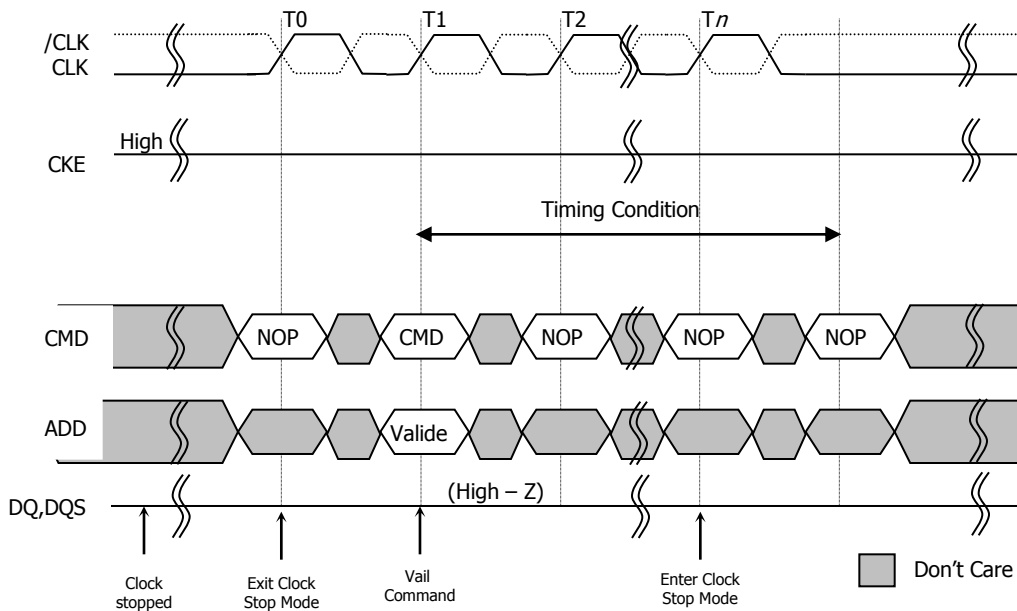 T0 T1 T2 Tn
/CLK
CLK
High
CKE
Timing Condition
CMD NOP CMD NOP NOP NOP
ADD Valide
(High – Z)
DQ,DQS
Clock
stopped
Exit Clock
Stop Mode
Vail
Command
Enter Clock
Stop Mode
Don't Care